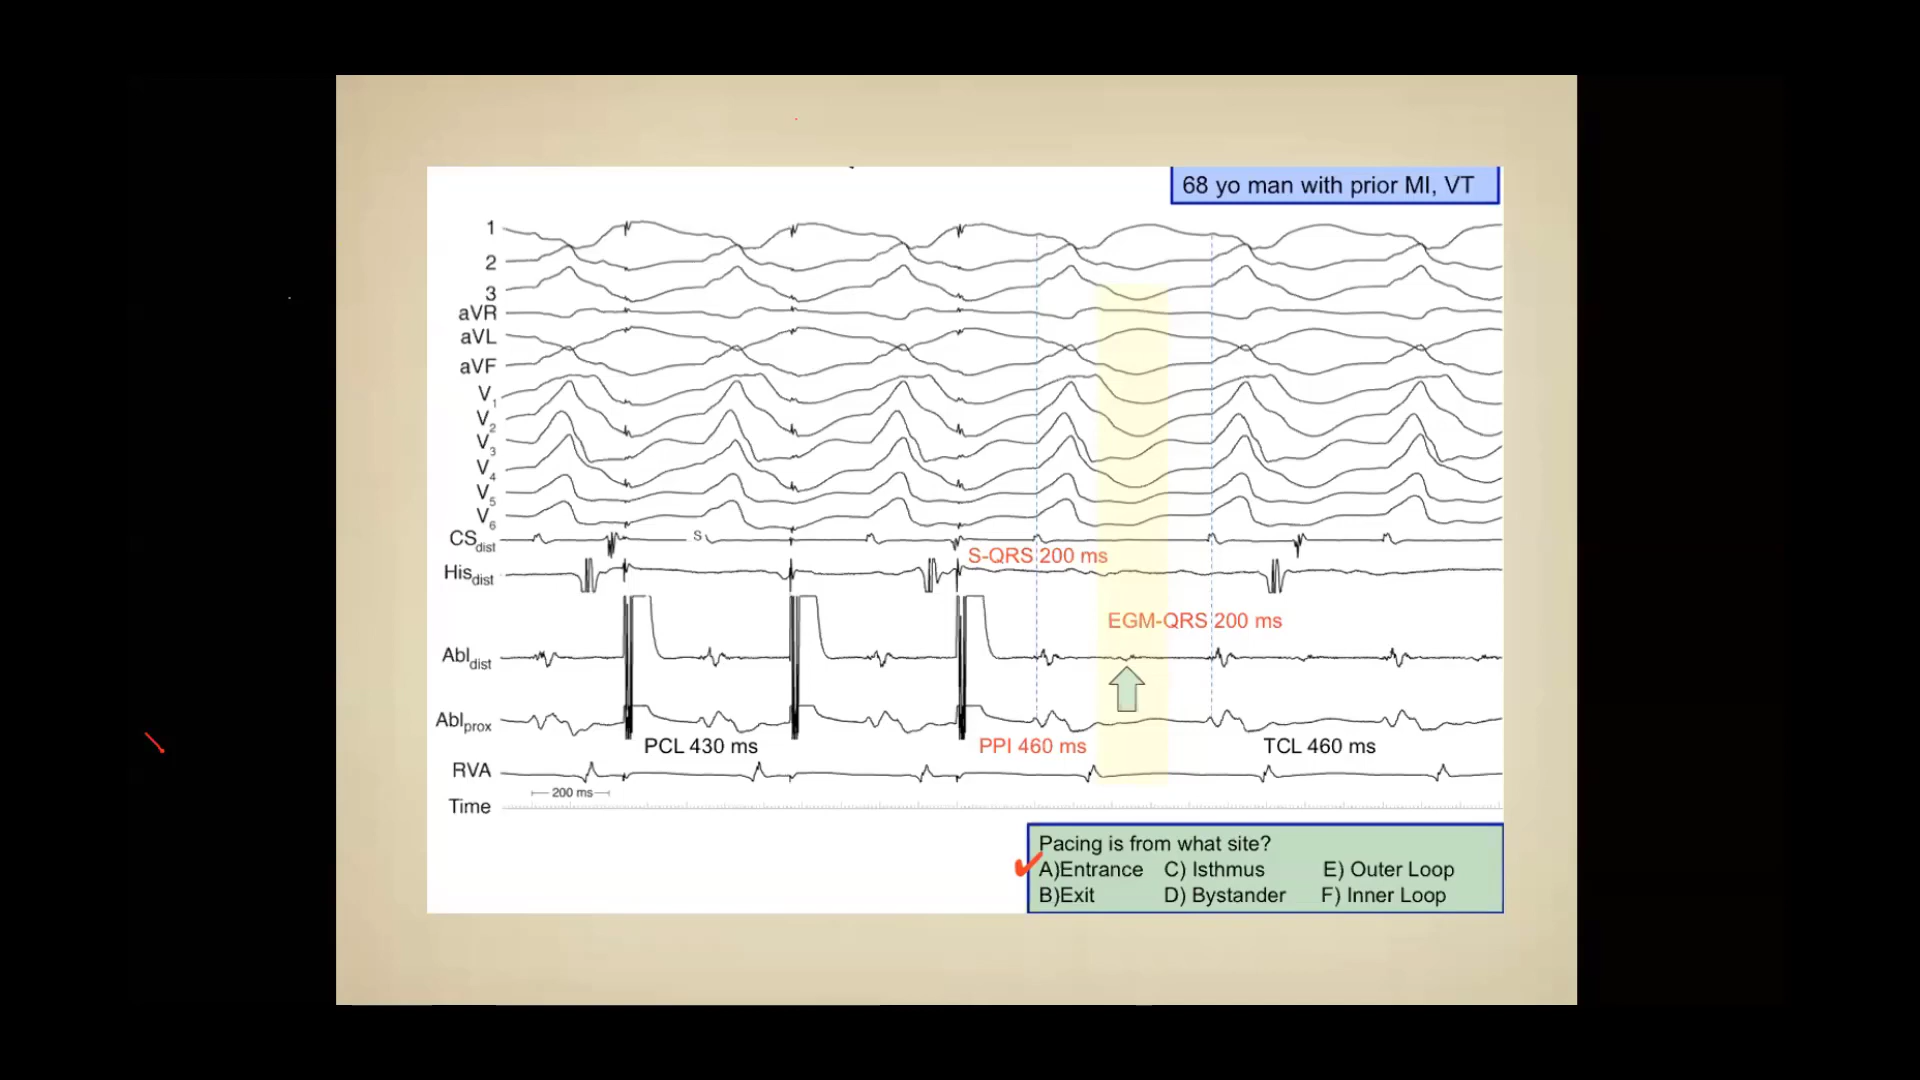 68 yo man with prior MI, VT
1
2
3
aVR
aVL
aVF
V1
V2
V3
V4
V5
V6
CSdist
S
S-QRS 200 ms
Hisdist
EGM-QRS 200 ms
Abldist
Ablprox
PCL 430 ms
PPI 460 ms
TCL 460 ms
RVA
200 ms
Time
Pacing is from what site?
A)Entrance C) Isthmus E) Outer Loop
B)Exit D) Bystander F) Inner Loop